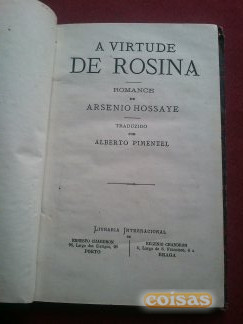 A VIRTUDE
DE ROSINA
ROMANCE
DE
ARSENIO HOSSAYE
TRADUZIDO
POR
ALBERTO PIMENTEL
LIVRARIA INTERNACIONAL
DE
ERNESTO CHARDRON
EUGENIO CHARDRON
PORTO
BRAGA
coisas